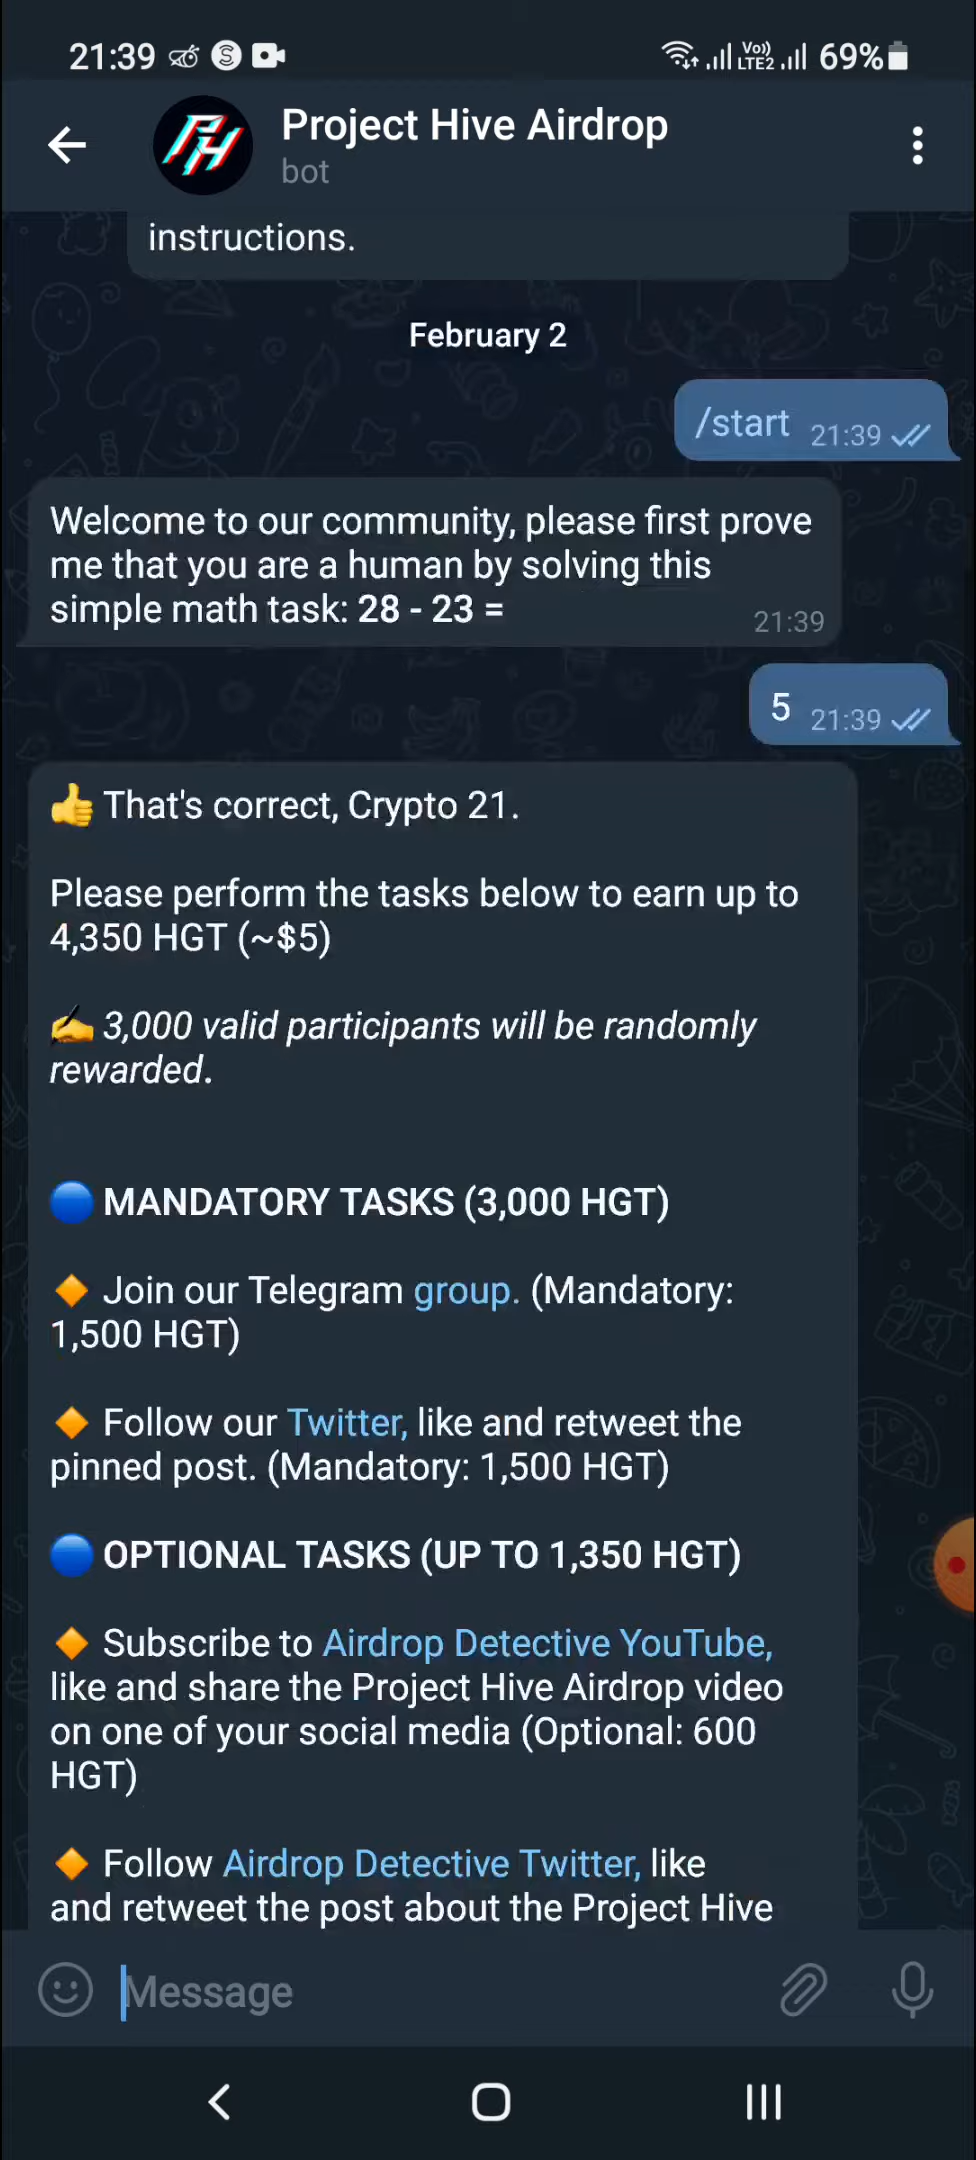 21:39 69%
Vo))
LTE2
Project Hive Airdrop
bot
instructions.
February 2
/start 21:39
Welcome to our community, please first prove
me that you are a human by solving this
simple math task: 28 - 23 =
21:39
5 21:39
👍 That's correct, Crypto 21.
Please perform the tasks below to earn up to
4,350 HGT (~$5)
✍ 3,000 valid participants will be randomly
rewarded.
🔵 MANDATORY TASKS (3,000 HGT)
🔸 Join our Telegram group. (Mandatory:
1,500 HGT)
🔸 Follow our Twitter, like and retweet the
pinned post. (Mandatory: 1,500 HGT)
🔵 OPTIONAL TASKS (UP TO 1,350 HGT)
🔸 Subscribe to Airdrop Detective YouTube,
like and share the Project Hive Airdrop video
on one of your social media (Optional: 600
HGT)
🔸 Follow Airdrop Detective Twitter, like
and retweet the post about the Project Hive
Message